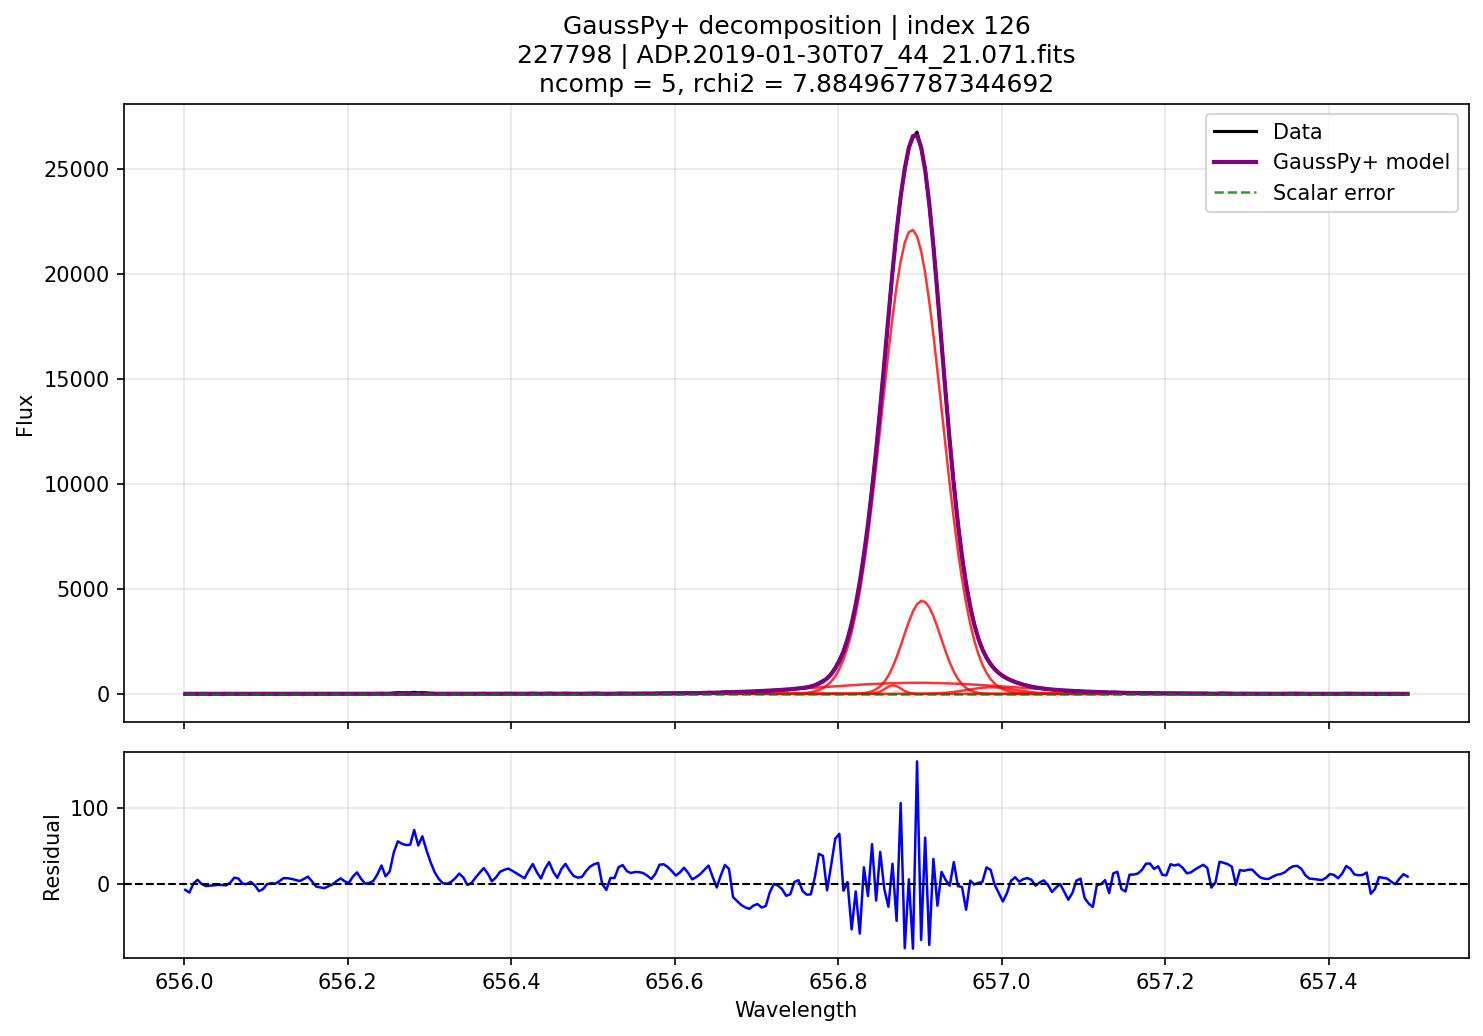 GaussPy+ decomposition | index 126
227798 | ADP.2019-01-30T07_44_21.071.fits
ncomp = 5, rchi2 = 7.884967787344692
Data
GaussPy+ model
Scalar error
Flux
25000
20000
15000
10000
5000
0
Residual
100
0
656.0 656.2 656.4 656.6 656.8 657.0 657.2 657.4
Wavelength